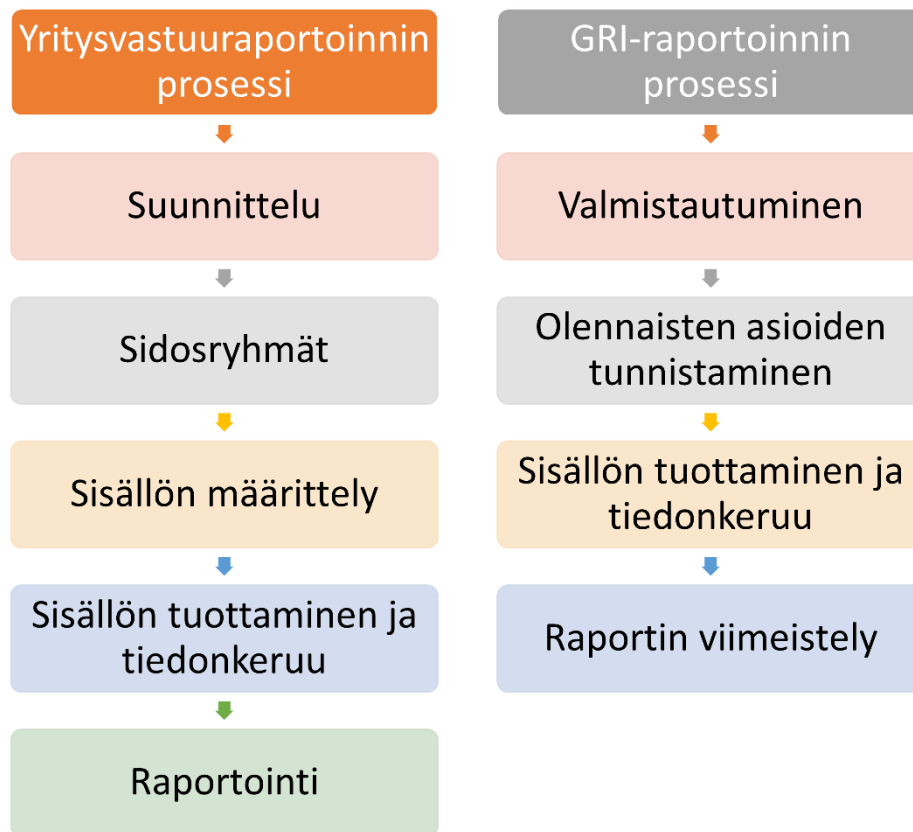 Yritysvastuuraportoinnin
prosessi
Suunnittelu
Sidosryhmät
Sisällön määrittely
Sisällön tuottaminen ja
tiedonkeruu
Raportointi
GRI-raportoinnin
prosessi
Valmistautuminen
Olennaisten asioiden
tunnistaminen
Sisällön tuottaminen ja
tiedonkeruu
Raportin viimeistely